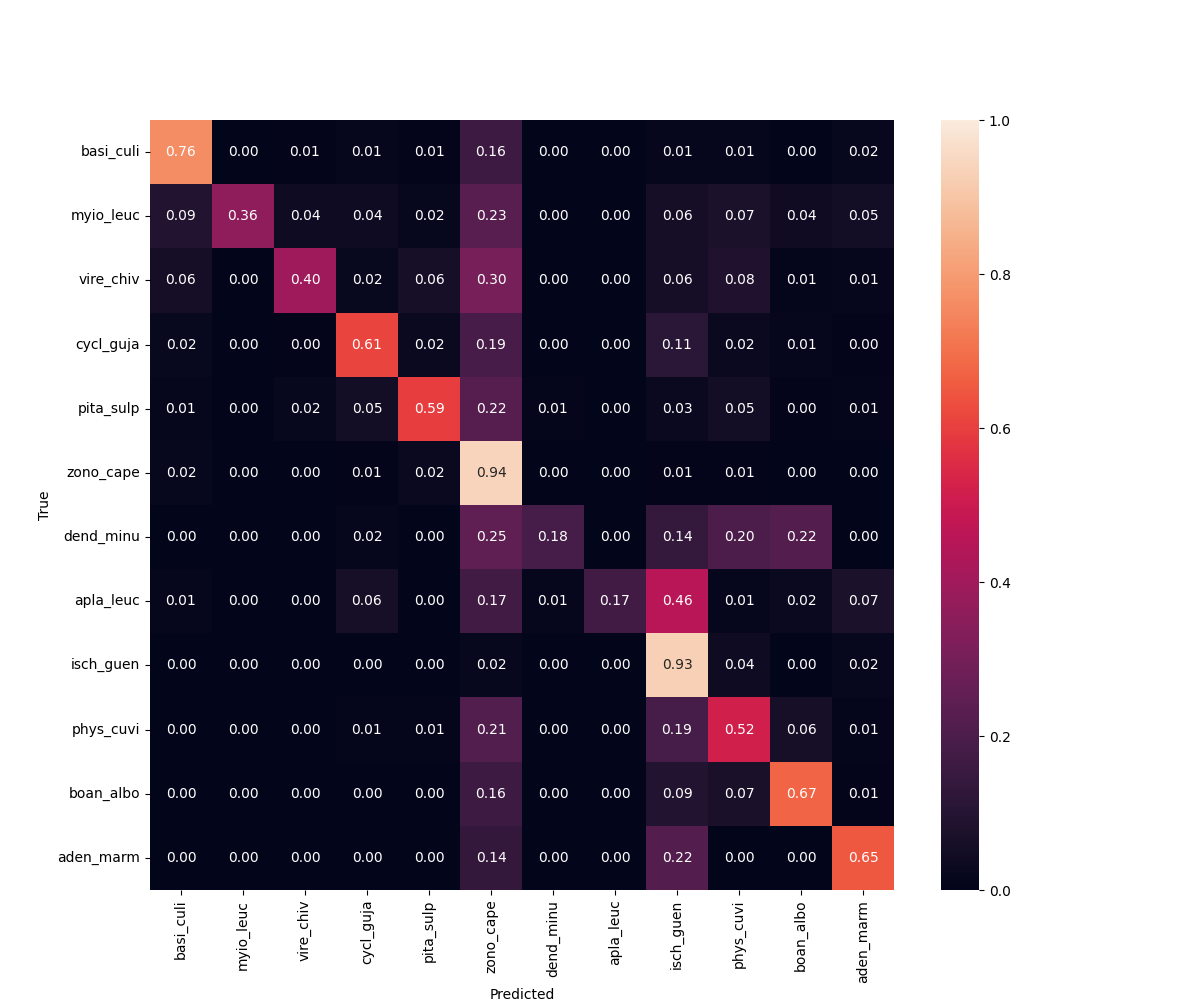 basi_culi 0.76 0.00 0.01 0.01 0.01 0.16 0.00 0.00 0.01 0.01 0.00 0.02
myio_leuc 0.09 0.36 0.04 0.04 0.02 0.23 0.00 0.00 0.06 0.07 0.04 0.05
vire_chiv 0.06 0.00 0.40 0.02 0.06 0.30 0.00 0.00 0.06 0.08 0.01 0.01
cycl_guja 0.02 0.00 0.00 0.61 0.02 0.19 0.00 0.00 0.11 0.02 0.01 0.00
pita_sulp 0.01 0.00 0.02 0.05 0.59 0.22 0.01 0.00 0.03 0.05 0.00 0.01
zono_cape 0.02 0.00 0.00 0.01 0.02 0.94 0.00 0.00 0.01 0.01 0.00 0.00
dend_minu 0.00 0.00 0.00 0.02 0.00 0.25 0.18 0.00 0.14 0.20 0.22 0.00
apla_leuc 0.01 0.00 0.00 0.06 0.00 0.17 0.01 0.17 0.46 0.01 0.02 0.07
isch_guen 0.00 0.00 0.00 0.00 0.00 0.02 0.00 0.00 0.93 0.04 0.00 0.02
phys_cuvi 0.00 0.00 0.00 0.01 0.01 0.21 0.00 0.00 0.19 0.52 0.06 0.01
boan_albo 0.00 0.00 0.00 0.00 0.00 0.16 0.00 0.00 0.09 0.07 0.67 0.01
aden_marm 0.00 0.00 0.00 0.00 0.00 0.14 0.00 0.00 0.22 0.00 0.00 0.65
True
basi_culi myio_leuc vire_chiv cycl_guja pita_sulp zono_cape dend_minu apla_leuc isch_guen phys_cuvi boan_albo aden_marm
Predicted
1.0
0.8
0.6
0.4
0.2
0.0